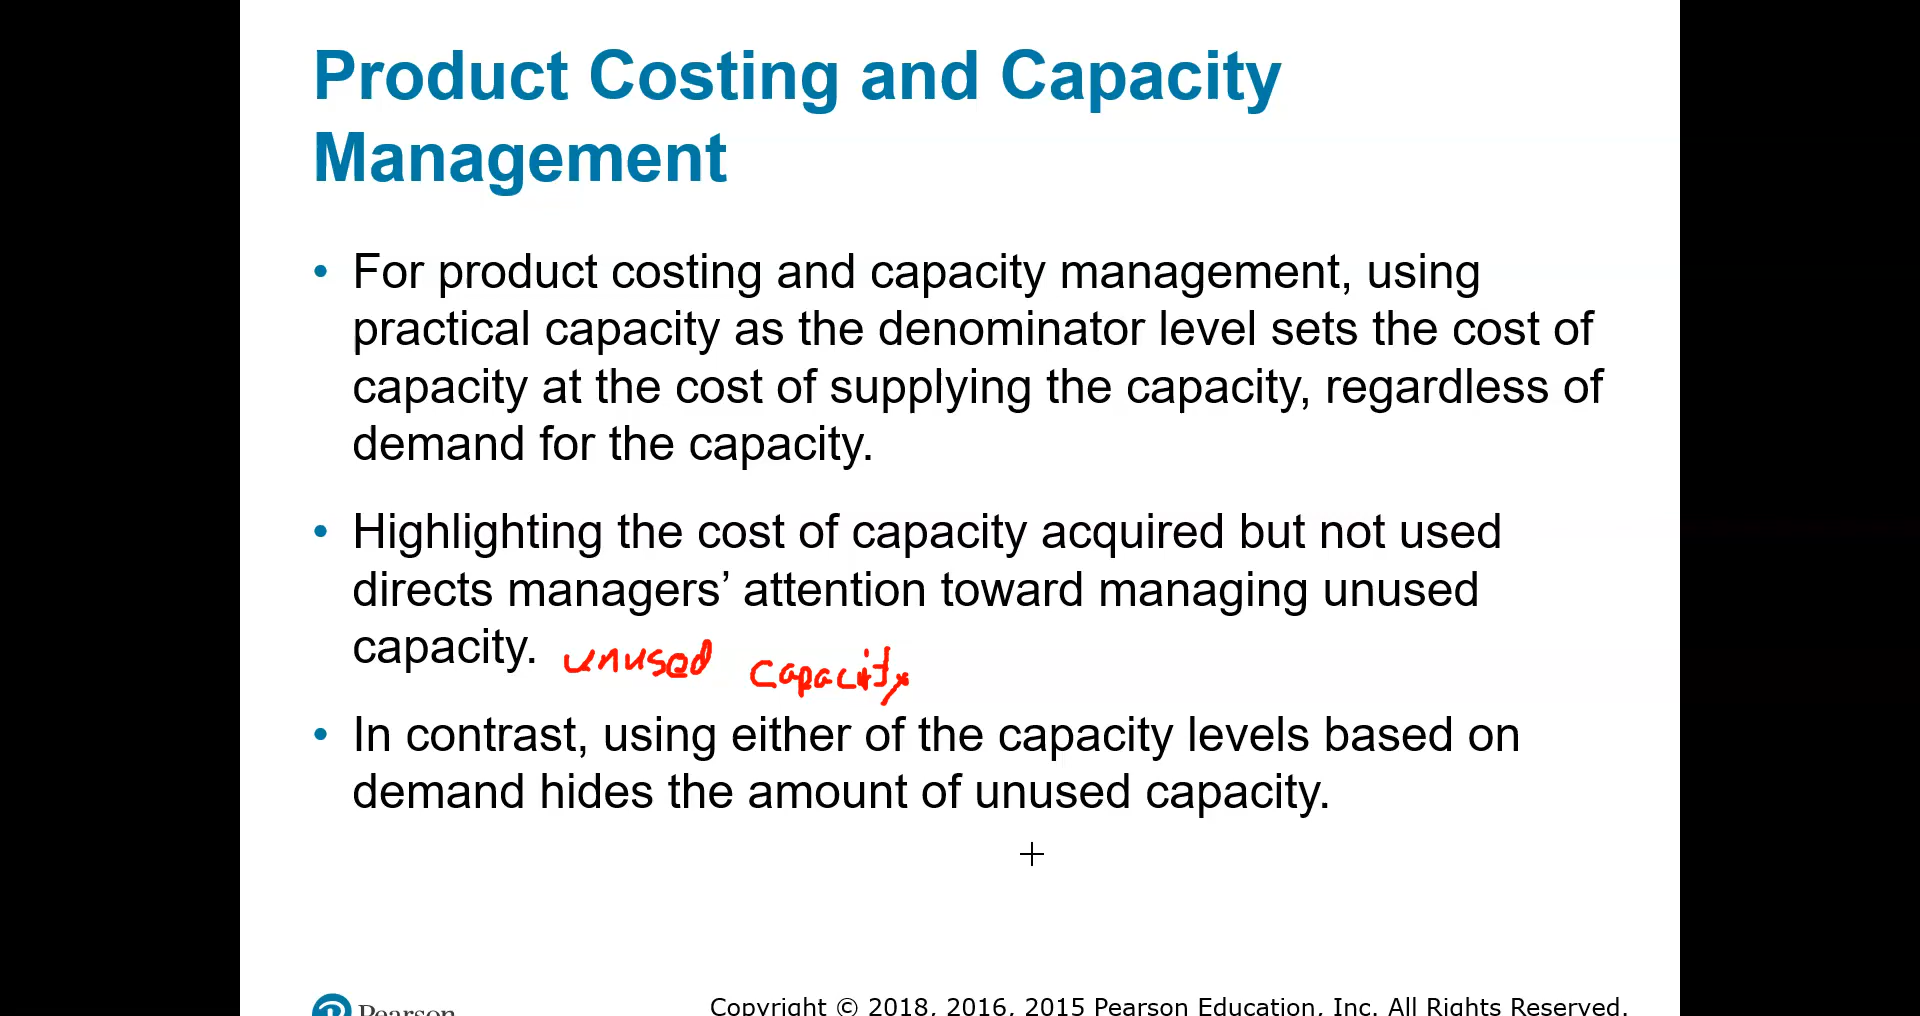 Product Costing and Capacity
Management
• For product costing and capacity management, using
practical capacity as the denominator level sets the cost of
capacity at the cost of supplying the capacity, regardless of
demand for the capacity.
• Highlighting the cost of capacity acquired but not used
directs managers’ attention toward managing unused
capacity. unused capacity
• In contrast, using either of the capacity levels based on
demand hides the amount of unused capacity.
Pearson
Copyright © 2018, 2016, 2015 Pearson Education, Inc. All Rights Reserved.